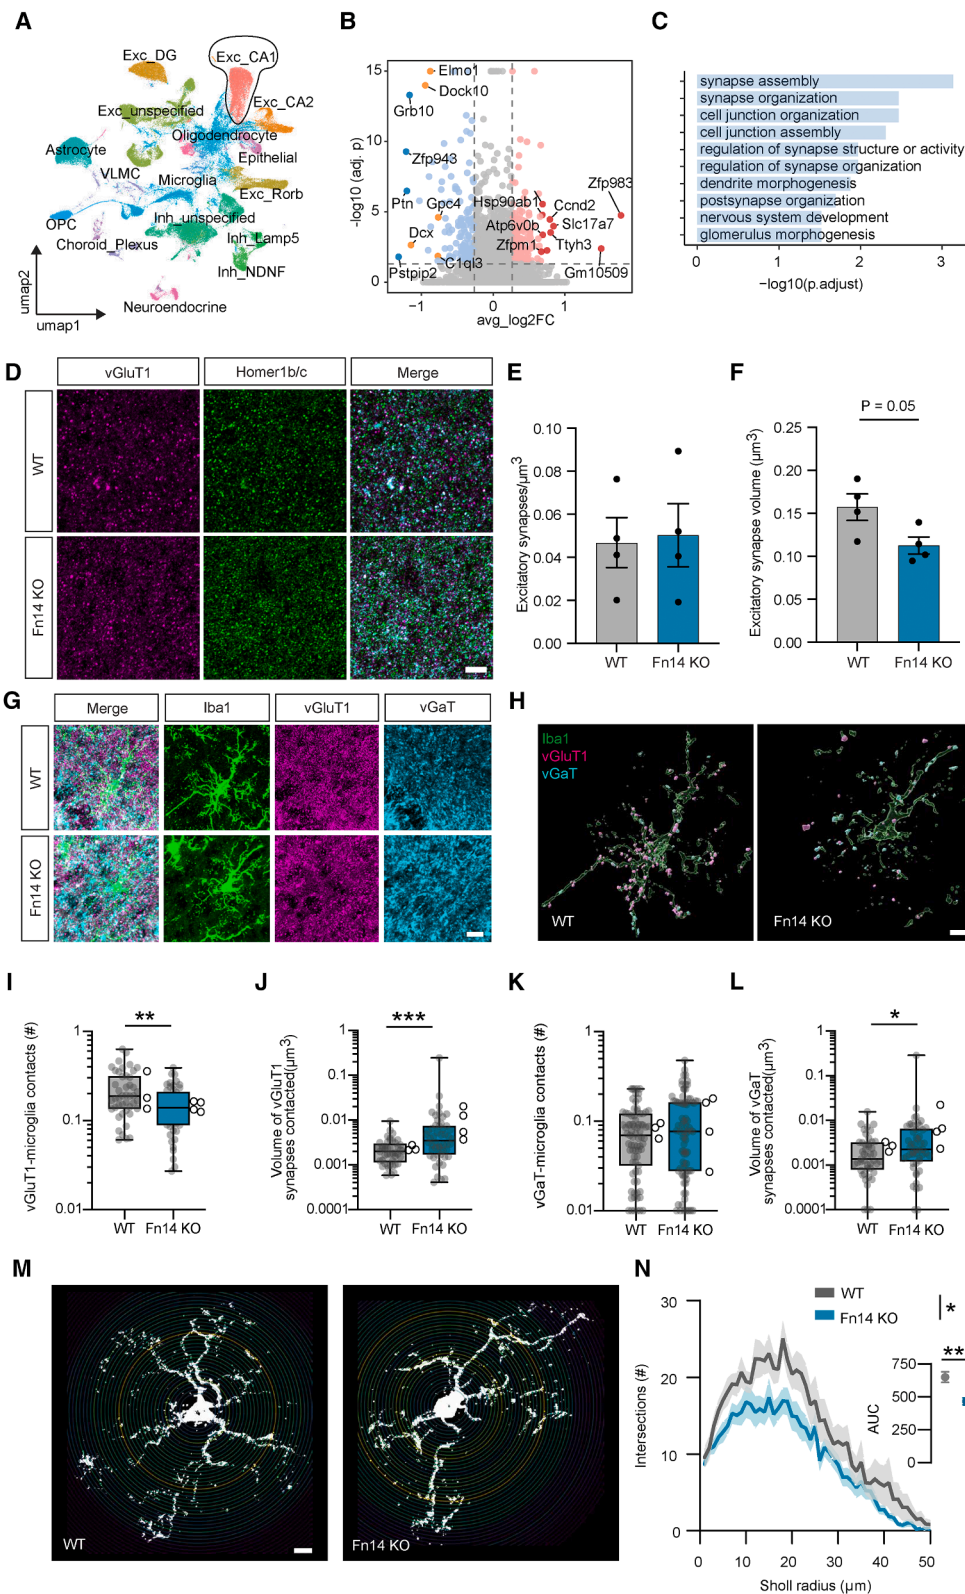 A
Exc_DG
Exc_CA1
Exc_CA2
Exc_unspecified
Oligodendrocyte
Astrocyte
Epithelial
VLMC
Microglia
Exc_Rorb
OPC
Inh_unspecified
Choroid_Plexus
Inh_Lamp5
Inh_NDNF
Neuroendocrine
umap2
umap1
B
15
10
5
0
-log10 (adj. p)
Elmo1
Dock10
Grb10
Zfp943
Ptn
Gpc4
Dcx
C1ql3
Pstpip2
Hsp90ab1
Zfp983
Ccnd2
Slc17a7
Atp6v0b
Zfpm1
Ttyh3
Gm10509
−1
0
1
avg_log2FC
C
synapse assembly
synapse organization
cell junction organization
cell junction assembly
regulation of synapse structure or activity
regulation of synapse organization
dendrite morphogenesis
postsynapse organization
nervous system development
glomerulus morphogenesis
0 1 2 3
−log10(p.adjust)
D
vGluT1
Homer1b/c
Merge
WT
Fn14 KO
E
Excitatory synapses/µm3
0.10
0.08
0.06
0.04
0.02
0.00
WT
Fn14 KO
F
P = 0.05
Excitatory synapse volume (µm3)
0.25
0.20
0.15
0.10
0.05
0.00
WT
Fn14 KO
G
Merge
Iba1
vGluT1
vGaT
WT
Fn14 KO
H
Iba1
vGluT1
vGaT
WT
Fn14 KO
I
vGluT1-microglia contacts (#)
**
1
0.1
0.01
WT
Fn14 KO
J
Volume of vGluT1
synapses contacted(µm3)
***
1
0.1
0.01
0.001
0.0001
WT
Fn14 KO
K
vGaT-microglia contacts (#)
1
0.1
0.01
WT
Fn14 KO
L
Volume of vGaT
synapses contacted(µm3)
*
1
0.1
0.01
0.001
0.0001
WT
Fn14 KO
M
WT
Fn14 KO
N
WT
Fn14 KO
*
Intersections (#)
30
20
10
0
0 10 20 30 40 50
Sholl radius (µm)
**
AUC
750
500
250
0